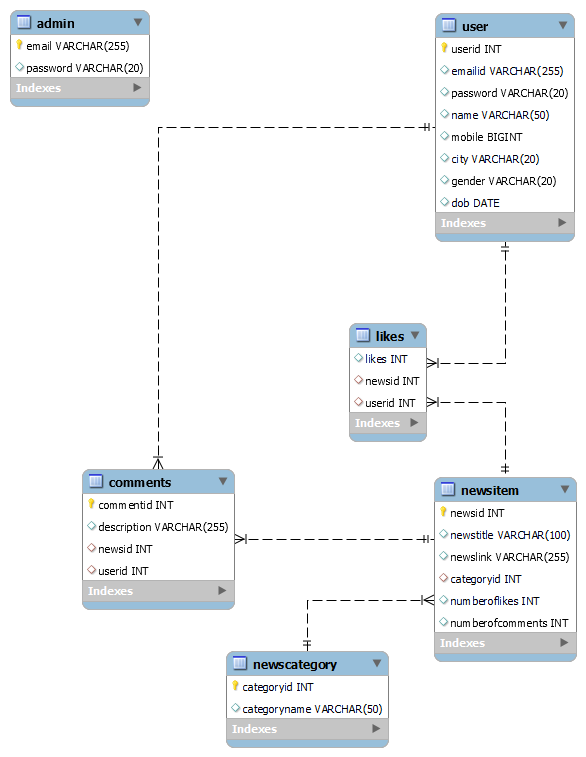 admin
email VARCHAR(255)
password VARCHAR(20)
Indexes
user
userid INT
emailid VARCHAR(255)
password VARCHAR(20)
name VARCHAR(50)
mobile BIGINT
city VARCHAR(20)
gender VARCHAR(20)
dob DATE
Indexes
likes
likes INT
newsid INT
userid INT
Indexes
comments
commentid INT
description VARCHAR(255)
newsid INT
userid INT
Indexes
newsitem
newsid INT
newstitle VARCHAR(100)
newslink VARCHAR(255)
categoryid INT
numberoflikes INT
numberofcomments INT
Indexes
newscategory
categoryid INT
categoryname VARCHAR(50)
Indexes